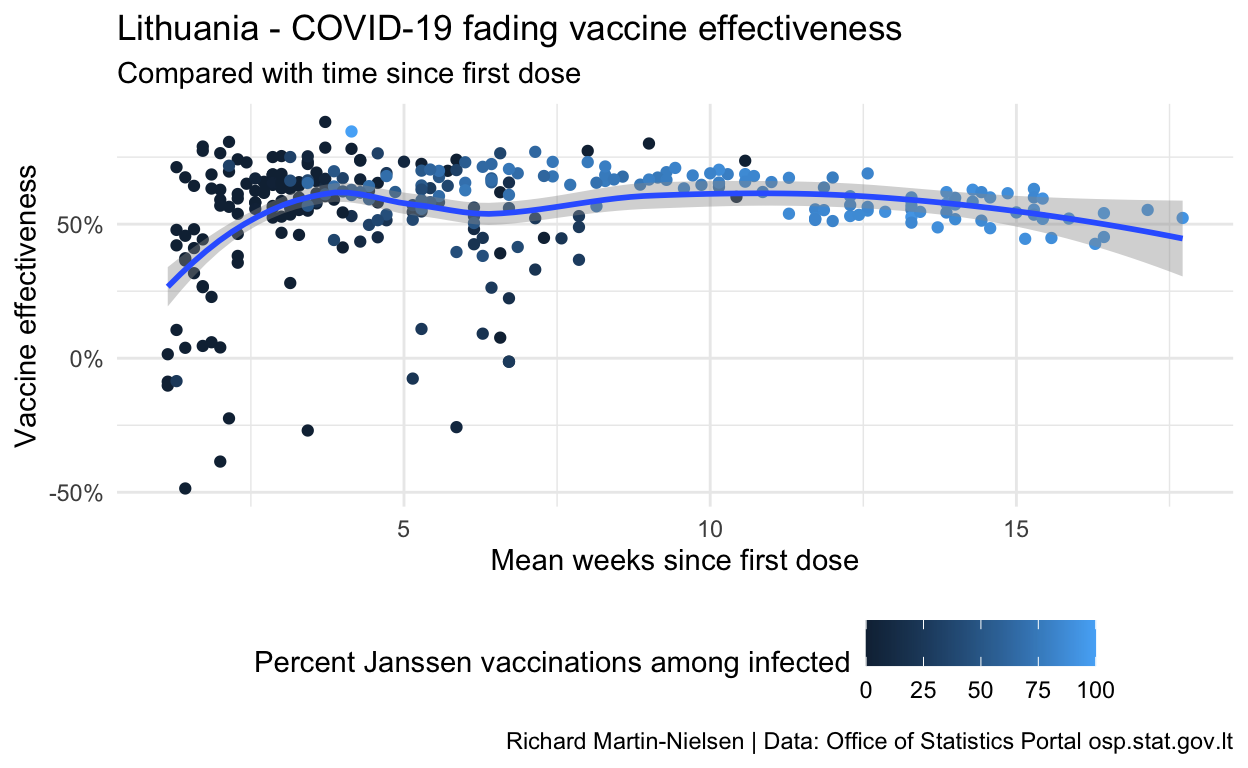 Lithuania - COVID-19 fading vaccine effectiveness
Compared with time since first dose
Vaccine effectiveness
50%
0%
-50%
5 10 15
Mean weeks since first dose
Percent Janssen vaccinations among infected
0 25 50 75 100
Richard Martin-Nielsen | Data: Office of Statistics Portal osp.stat.gov.lt